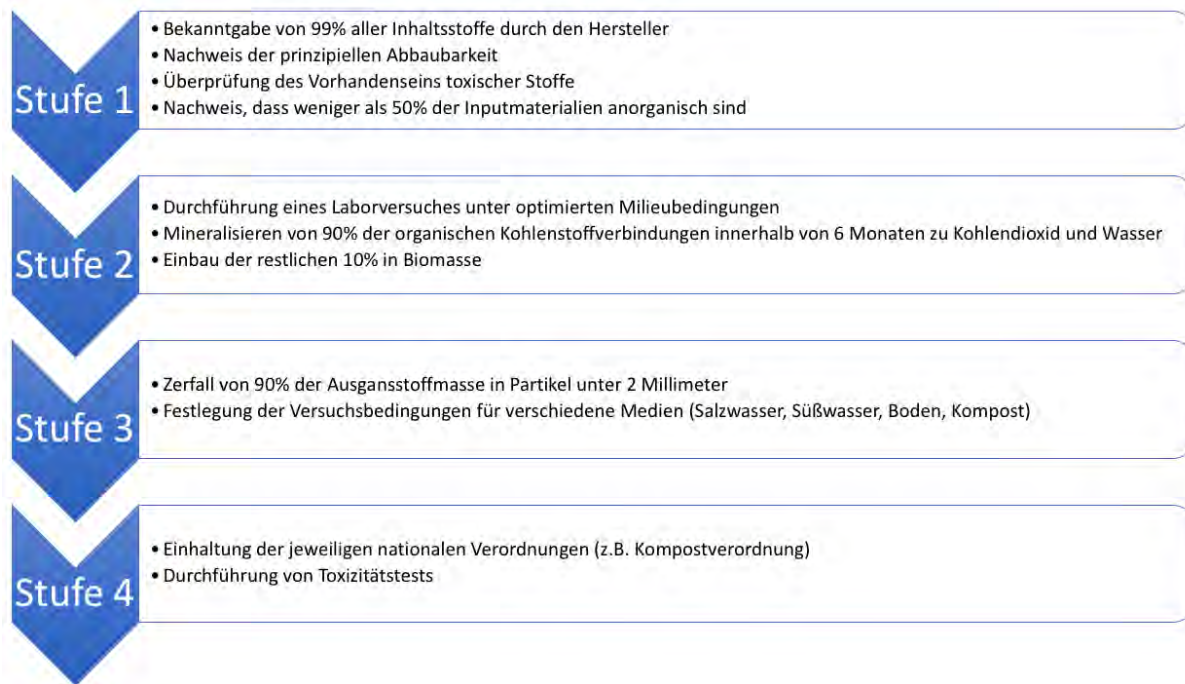 Stufe 1
• Bekanntgabe von 99% aller Inhaltsstoffe durch den Hersteller
• Nachweis der prinzipiellen Abbaubarkeit
• Überprüfung des Vorhandenseins toxischer Stoffe
• Nachweis, dass weniger als 50% der Inputmaterialien anorganisch sind
Stufe 2
• Durchführung eines Laborversuches unter optimierten Milieubedingungen
• Mineralisieren von 90% der organischen Kohlenstoffverbindungen innerhalb von 6 Monaten zu Kohlendioxid und Wasser
• Einbau der restlichen 10% in Biomasse
Stufe 3
• Zerfall von 90% der Ausgansstoffmasse in Partikel unter 2 Millimeter
• Festlegung der Versuchsbedingungen für verschiedene Medien (Salzwasser, Süßwasser, Boden, Kompost)
Stufe 4
• Einhaltung der jeweiligen nationalen Verordnungen (z.B. Kompostverordnung)
• Durchführung von Toxizitätstests